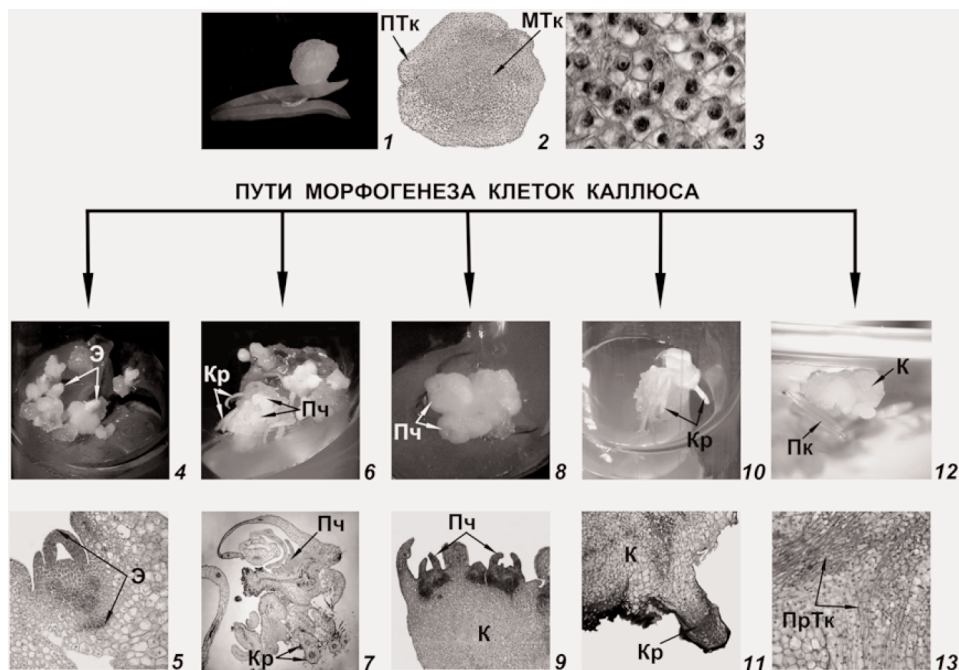 ПТк МТк
1 2 3
ПУТИ МОРФОГЕНЕЗА КЛЕТОК КАЛЛЮСА
Э Кр Пч Пч Кр К Пк
4 6 8 10 12
Э Пч Кр Пч К К Кр ПрТк
5 7 9 11 13